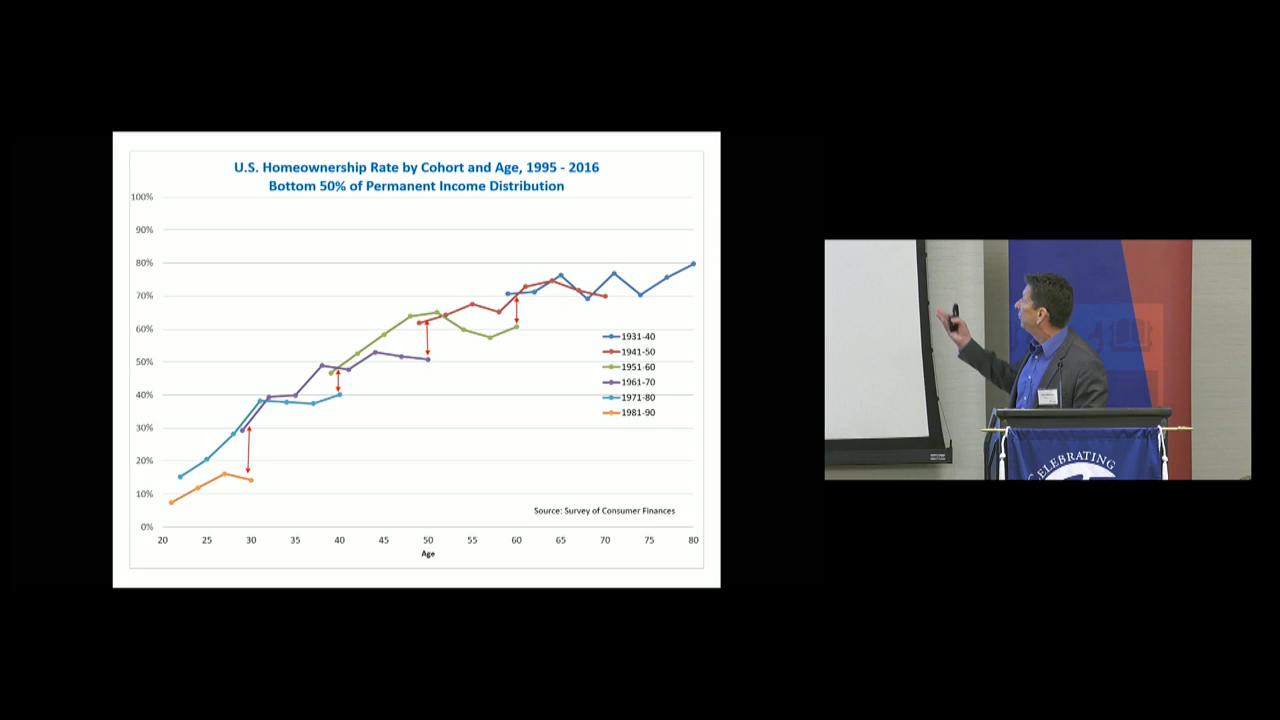 U.S. Homeownership Rate by Cohort and Age, 1995 - 2016
Bottom 50% of Permanent Income Distribution
100%
90%
80%
70%
60%
50%
40%
30%
20%
10%
0%
1931-40
1941-50
1951-60
1961-70
1971-80
1981-90
Source: Survey of Consumer Finances
20 25 30 35 40 45 50 55 60 65 70 75 80
Age
CELEBRATING